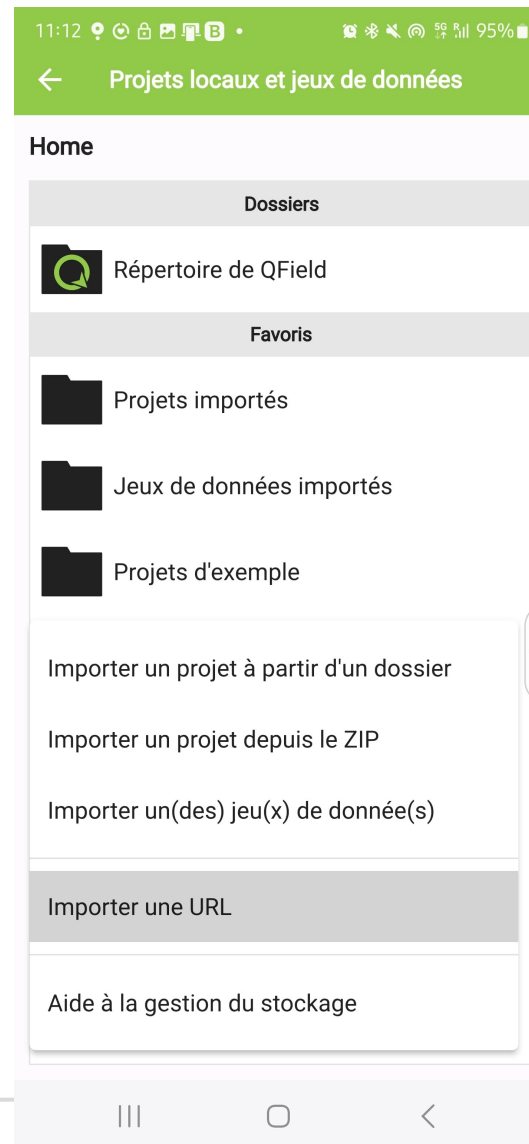 11:12
B
5G R 95%
Projets locaux et jeux de données
Home
Dossiers
Répertoire de QField
Favoris
Projets importés
Jeux de données importés
Projets d'exemple
Importer un projet à partir d'un dossier
Importer un projet depuis le ZIP
Importer un(des) jeu(x) de donnée(s)
Importer une URL
Aide à la gestion du stockage